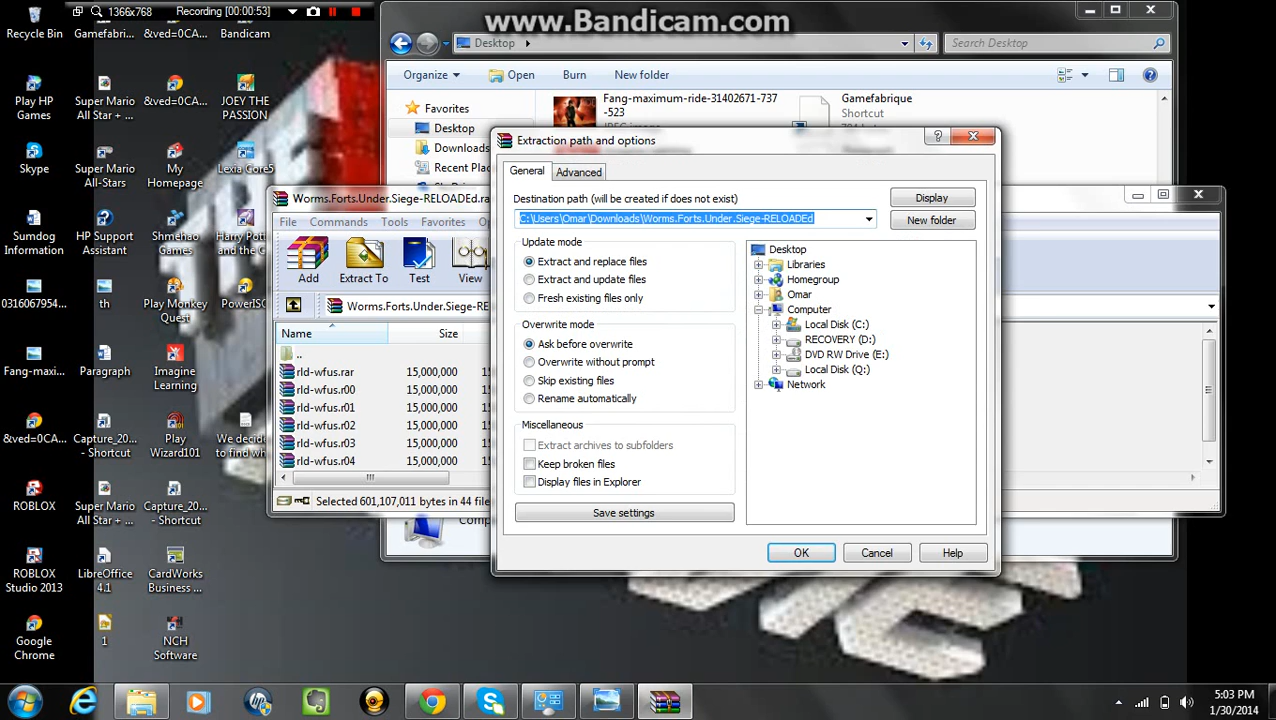 www.Bandicam.com
1366x768
Recording [00:00:53]
Recycle Bin
Gamefabri...
&ved=0CA...
Bandicam
Play HP Games
Super Mario All Star + ...
&ved=0CA...
JOEY THE PASSION
Skype
Super Mario All-Stars
My Homepage
Lexia Core5
Sumdog Information
HP Support Assistant
Shmehao Games
Harry Pott and the C
0316067954...
th
Play Monkey Quest
PowerISO
Fang-maxi...
Paragraph
Imagine Learning
&ved=0CA...
Capture_20... - Shortcut
Play Wizard101
We decide to find wh
ROBLOX
Super Mario All Star + ...
Capture_20... - Shortcut
ROBLOX Studio 2013
LibreOffice 4.1
CardWorks Business ...
Google Chrome
1
NCH Software
Desktop
Search Desktop
Organize
Open
Burn
New folder
Favorites
Desktop
Downloads
Recent Pla
Fang-maximum-ride-31402671-737-523
Gamefabrique
Shortcut
Worms.Forts.Under.Siege-RELOADEd.ra
File
Commands
Tools
Favorites
Add
Extract To
Test
View
Worms.Forts.Under.Siege-RE
Name
Size
..
rld-wfus.rar 15,000,000
rld-wfus.r00 15,000,000
rld-wfus.r01 15,000,000
rld-wfus.r02 15,000,000
rld-wfus.r03 15,000,000
rld-wfus.r04 15,000,000
Selected 601,107,011 bytes in 44 file
Extraction path and options
General
Advanced
Destination path (will be created if does not exist)
Display
C:\Users\Omar\Downloads\Worms.Forts.Under.Siege-RELOADEd
New folder
Update mode
Extract and replace files
Extract and update files
Fresh existing files only
Overwrite mode
Ask before overwrite
Overwrite without prompt
Skip existing files
Rename automatically
Miscellaneous
Extract archives to subfolders
Keep broken files
Display files in Explorer
Save settings
Desktop
Libraries
Homegroup
Omar
Computer
Local Disk (C:)
RECOVERY (D:)
DVD RW Drive (E:)
Local Disk (Q:)
Network
OK
Cancel
Help
5:03 PM
1/30/2014